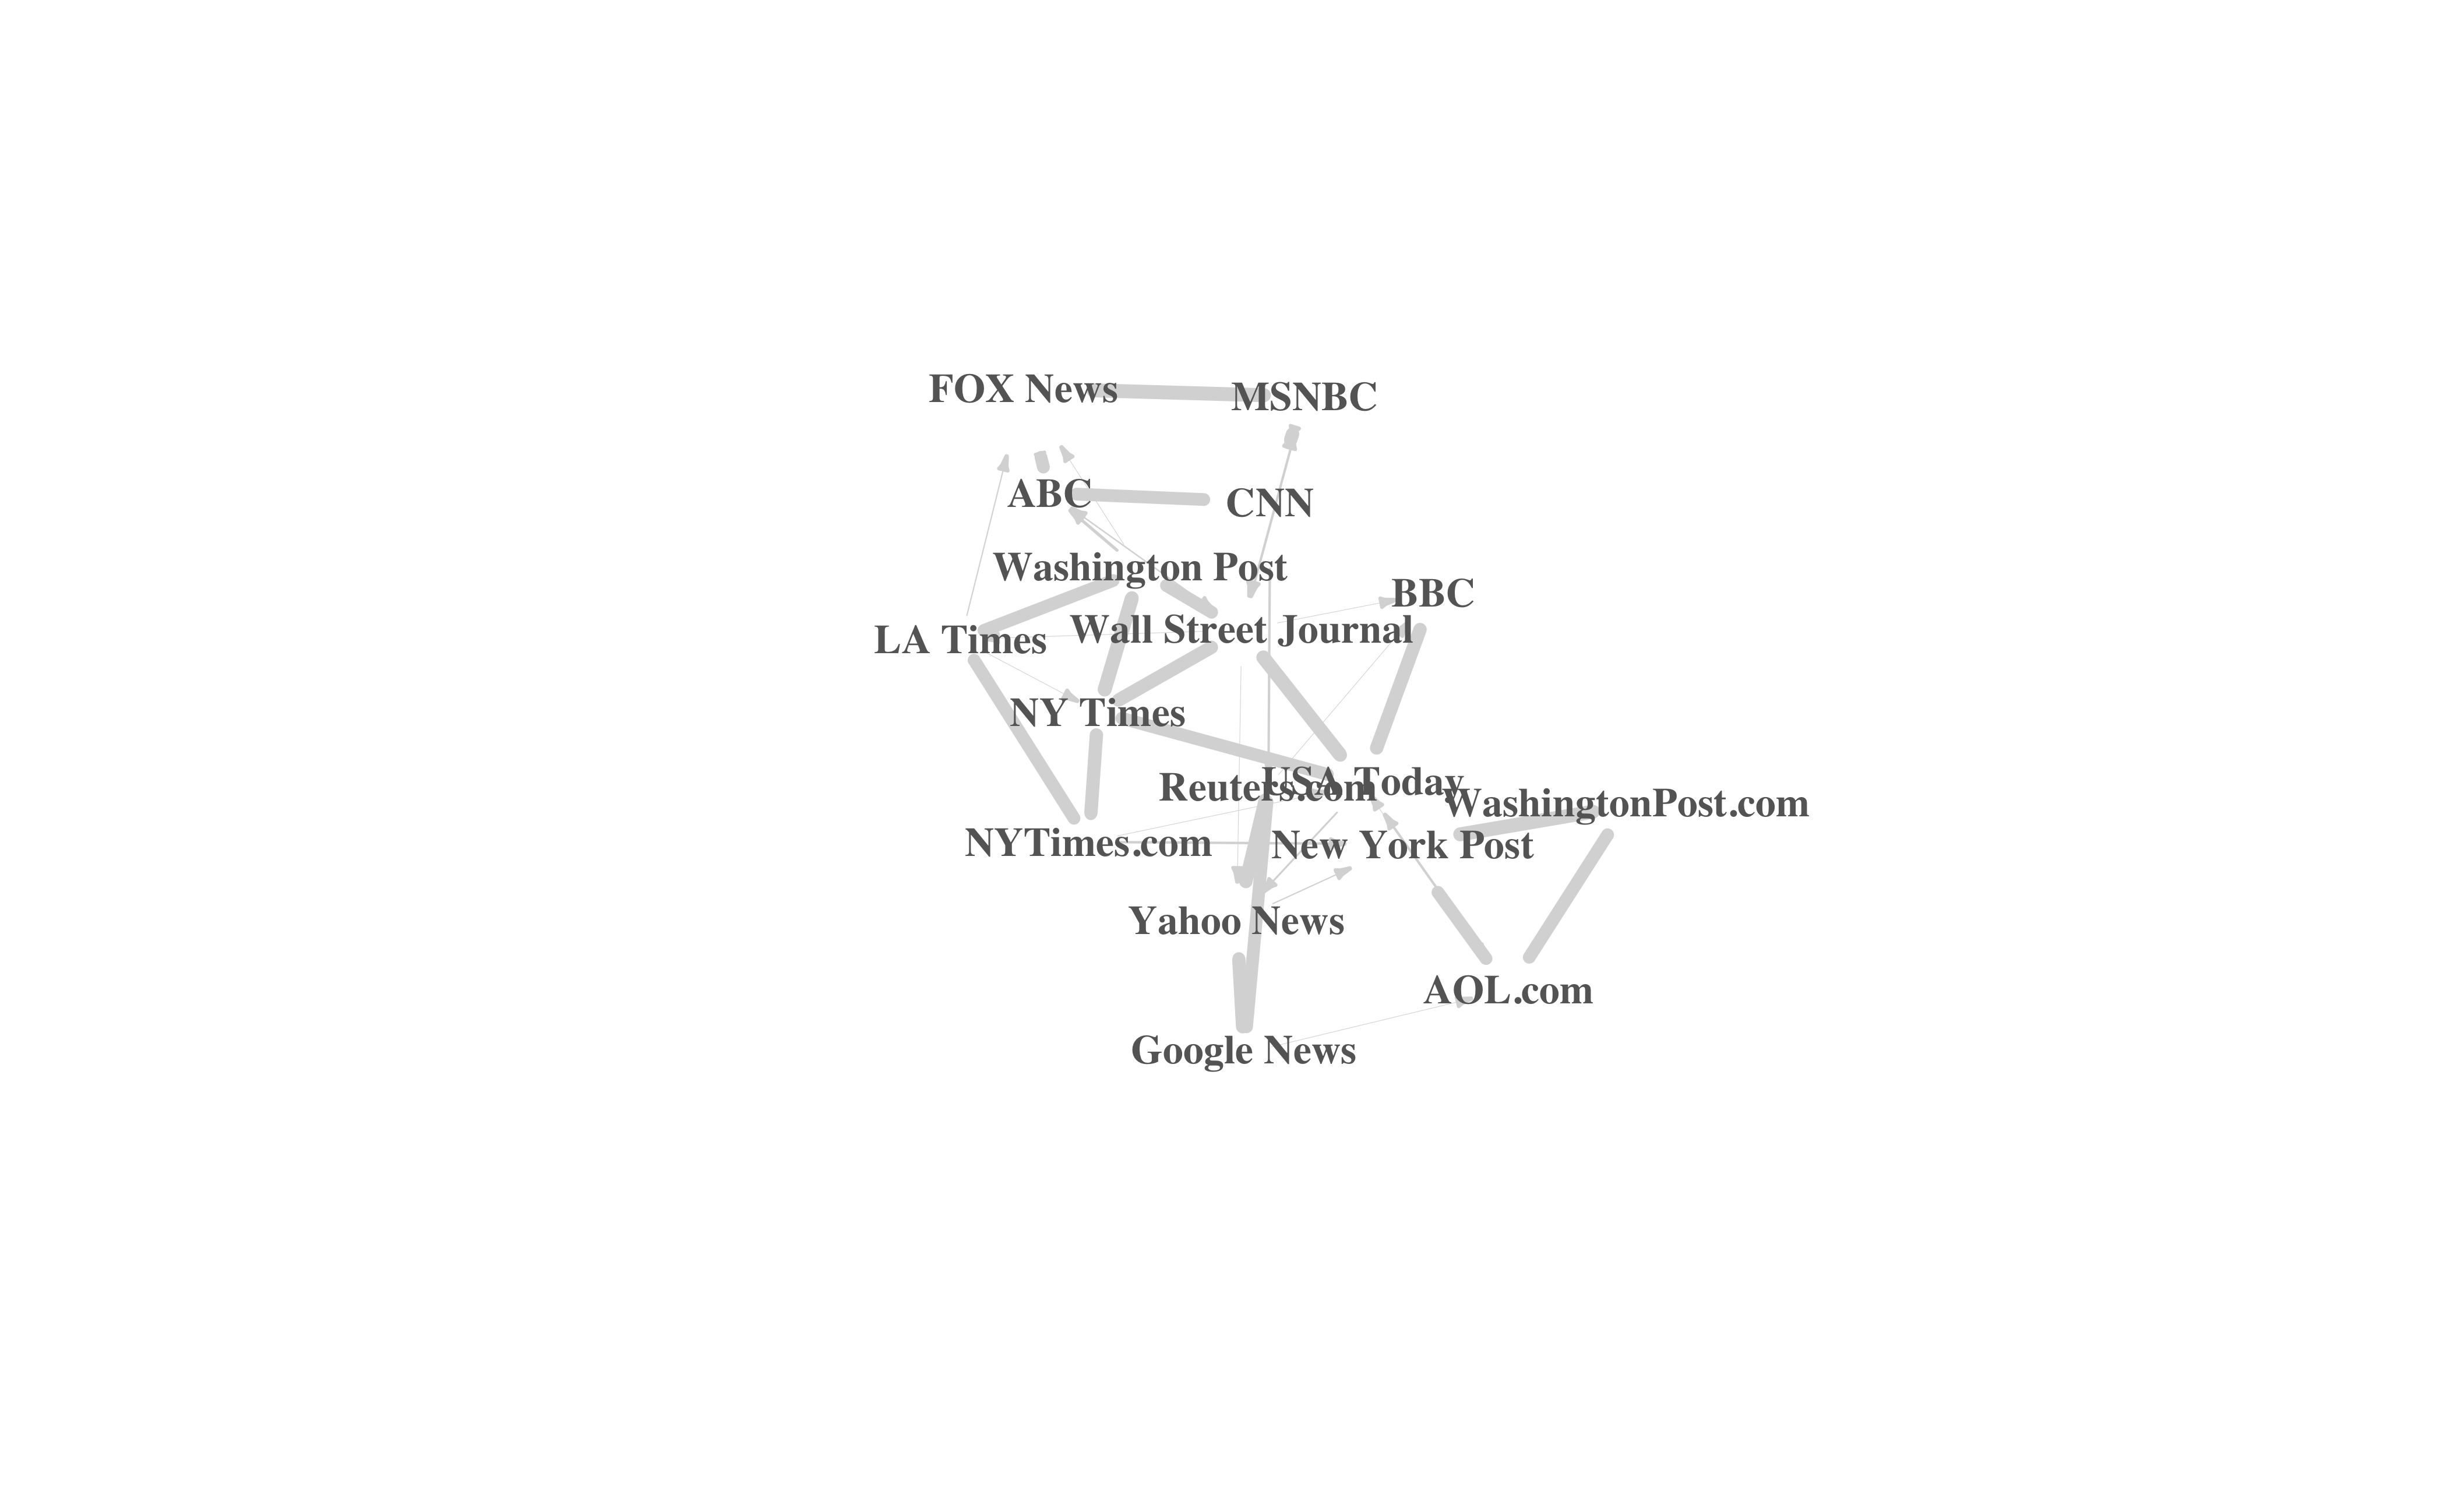 FOX News
MSNBC
ABC
CNN
Washington Post
BBC
Wall Street Journal
LA Times
NY Times
USA Today
Reuters.com
WashingtonPost.com
NYTimes.com
New York Post
Yahoo News
AOL.com
Google News